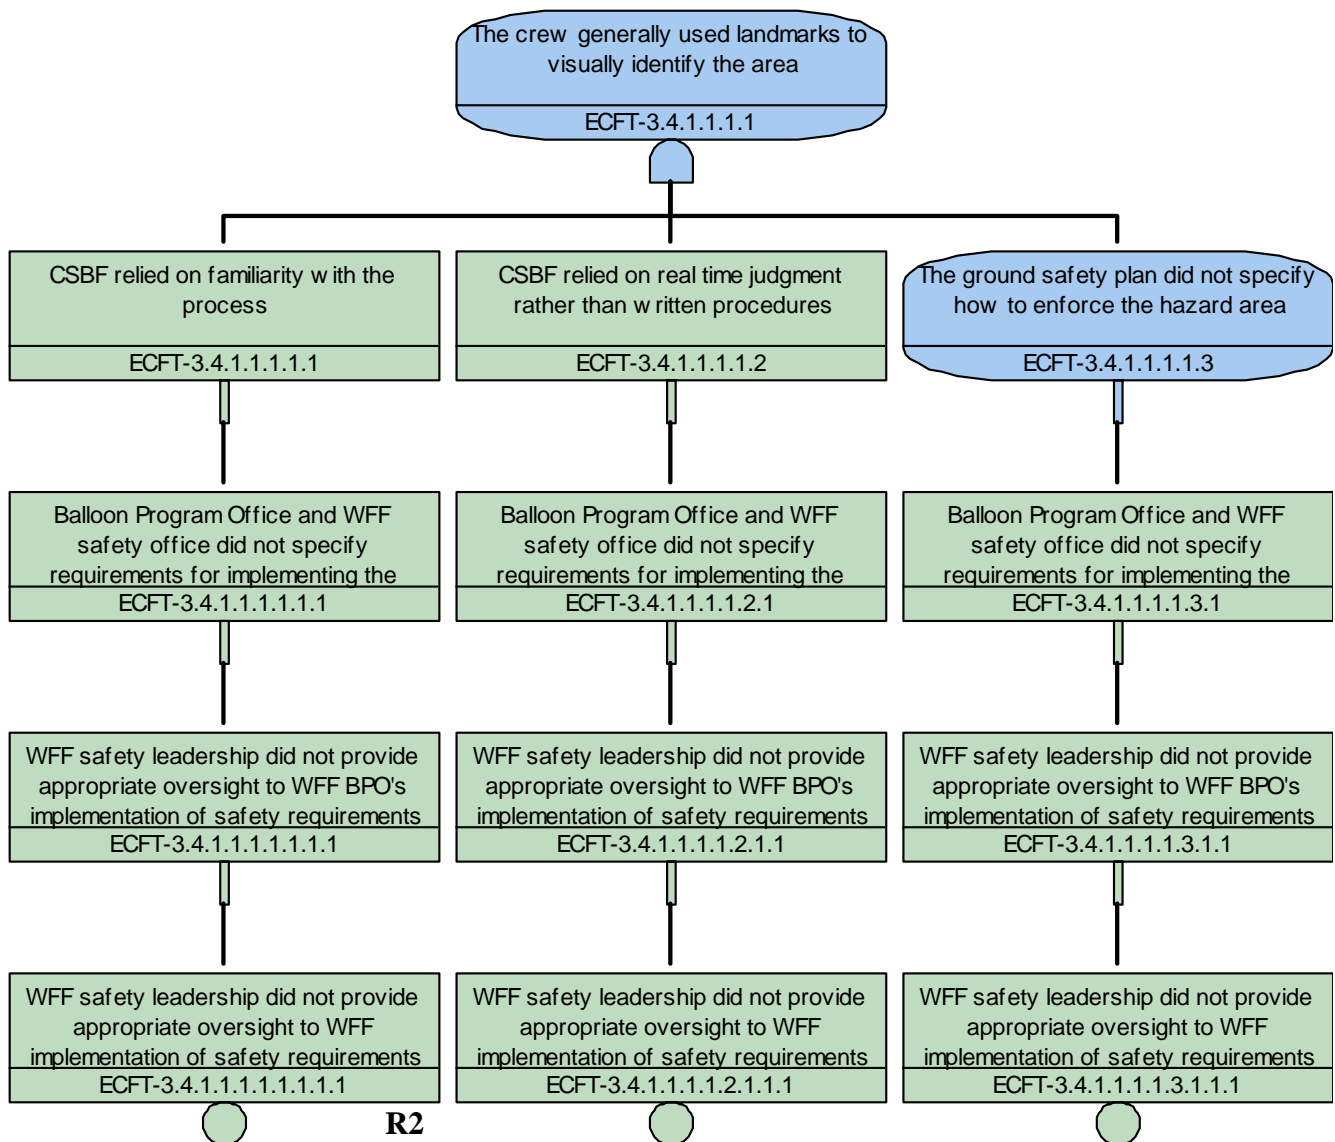 The crew generally used landmarks to
visually identify the area
ECFT-3.4.1.1.1.1
CSBF relied on familiarity with the
process
ECFT-3.4.1.1.1.1.1
CSBF relied on real time judgment
rather than written procedures
ECFT-3.4.1.1.1.1.2
The ground safety plan did not specify
how to enforce the hazard area
ECFT-3.4.1.1.1.1.3
Balloon Program Office and WFF
safety office did not specify
requirements for implementing the
ECFT-3.4.1.1.1.1.1.1
Balloon Program Office and WFF
safety office did not specify
requirements for implementing the
ECFT-3.4.1.1.1.1.2.1
Balloon Program Office and WFF
safety office did not specify
requirements for implementing the
ECFT-3.4.1.1.1.1.3.1
WFF safety leadership did not provide
appropriate oversight to WFF BPO's
implementation of safety requirements
ECFT-3.4.1.1.1.1.1.1.1
WFF safety leadership did not provide
appropriate oversight to WFF BPO's
implementation of safety requirements
ECFT-3.4.1.1.1.1.2.1.1
WFF safety leadership did not provide
appropriate oversight to WFF BPO's
implementation of safety requirements
ECFT-3.4.1.1.1.1.3.1.1
WFF safety leadership did not provide
appropriate oversight to WFF
implementation of safety requirements
ECFT-3.4.1.1.1.1.1.1.1.1
WFF safety leadership did not provide
appropriate oversight to WFF
implementation of safety requirements
ECFT-3.4.1.1.1.1.2.1.1.1
WFF safety leadership did not provide
appropriate oversight to WFF
implementation of safety requirements
ECFT-3.4.1.1.1.1.3.1.1.1
R2